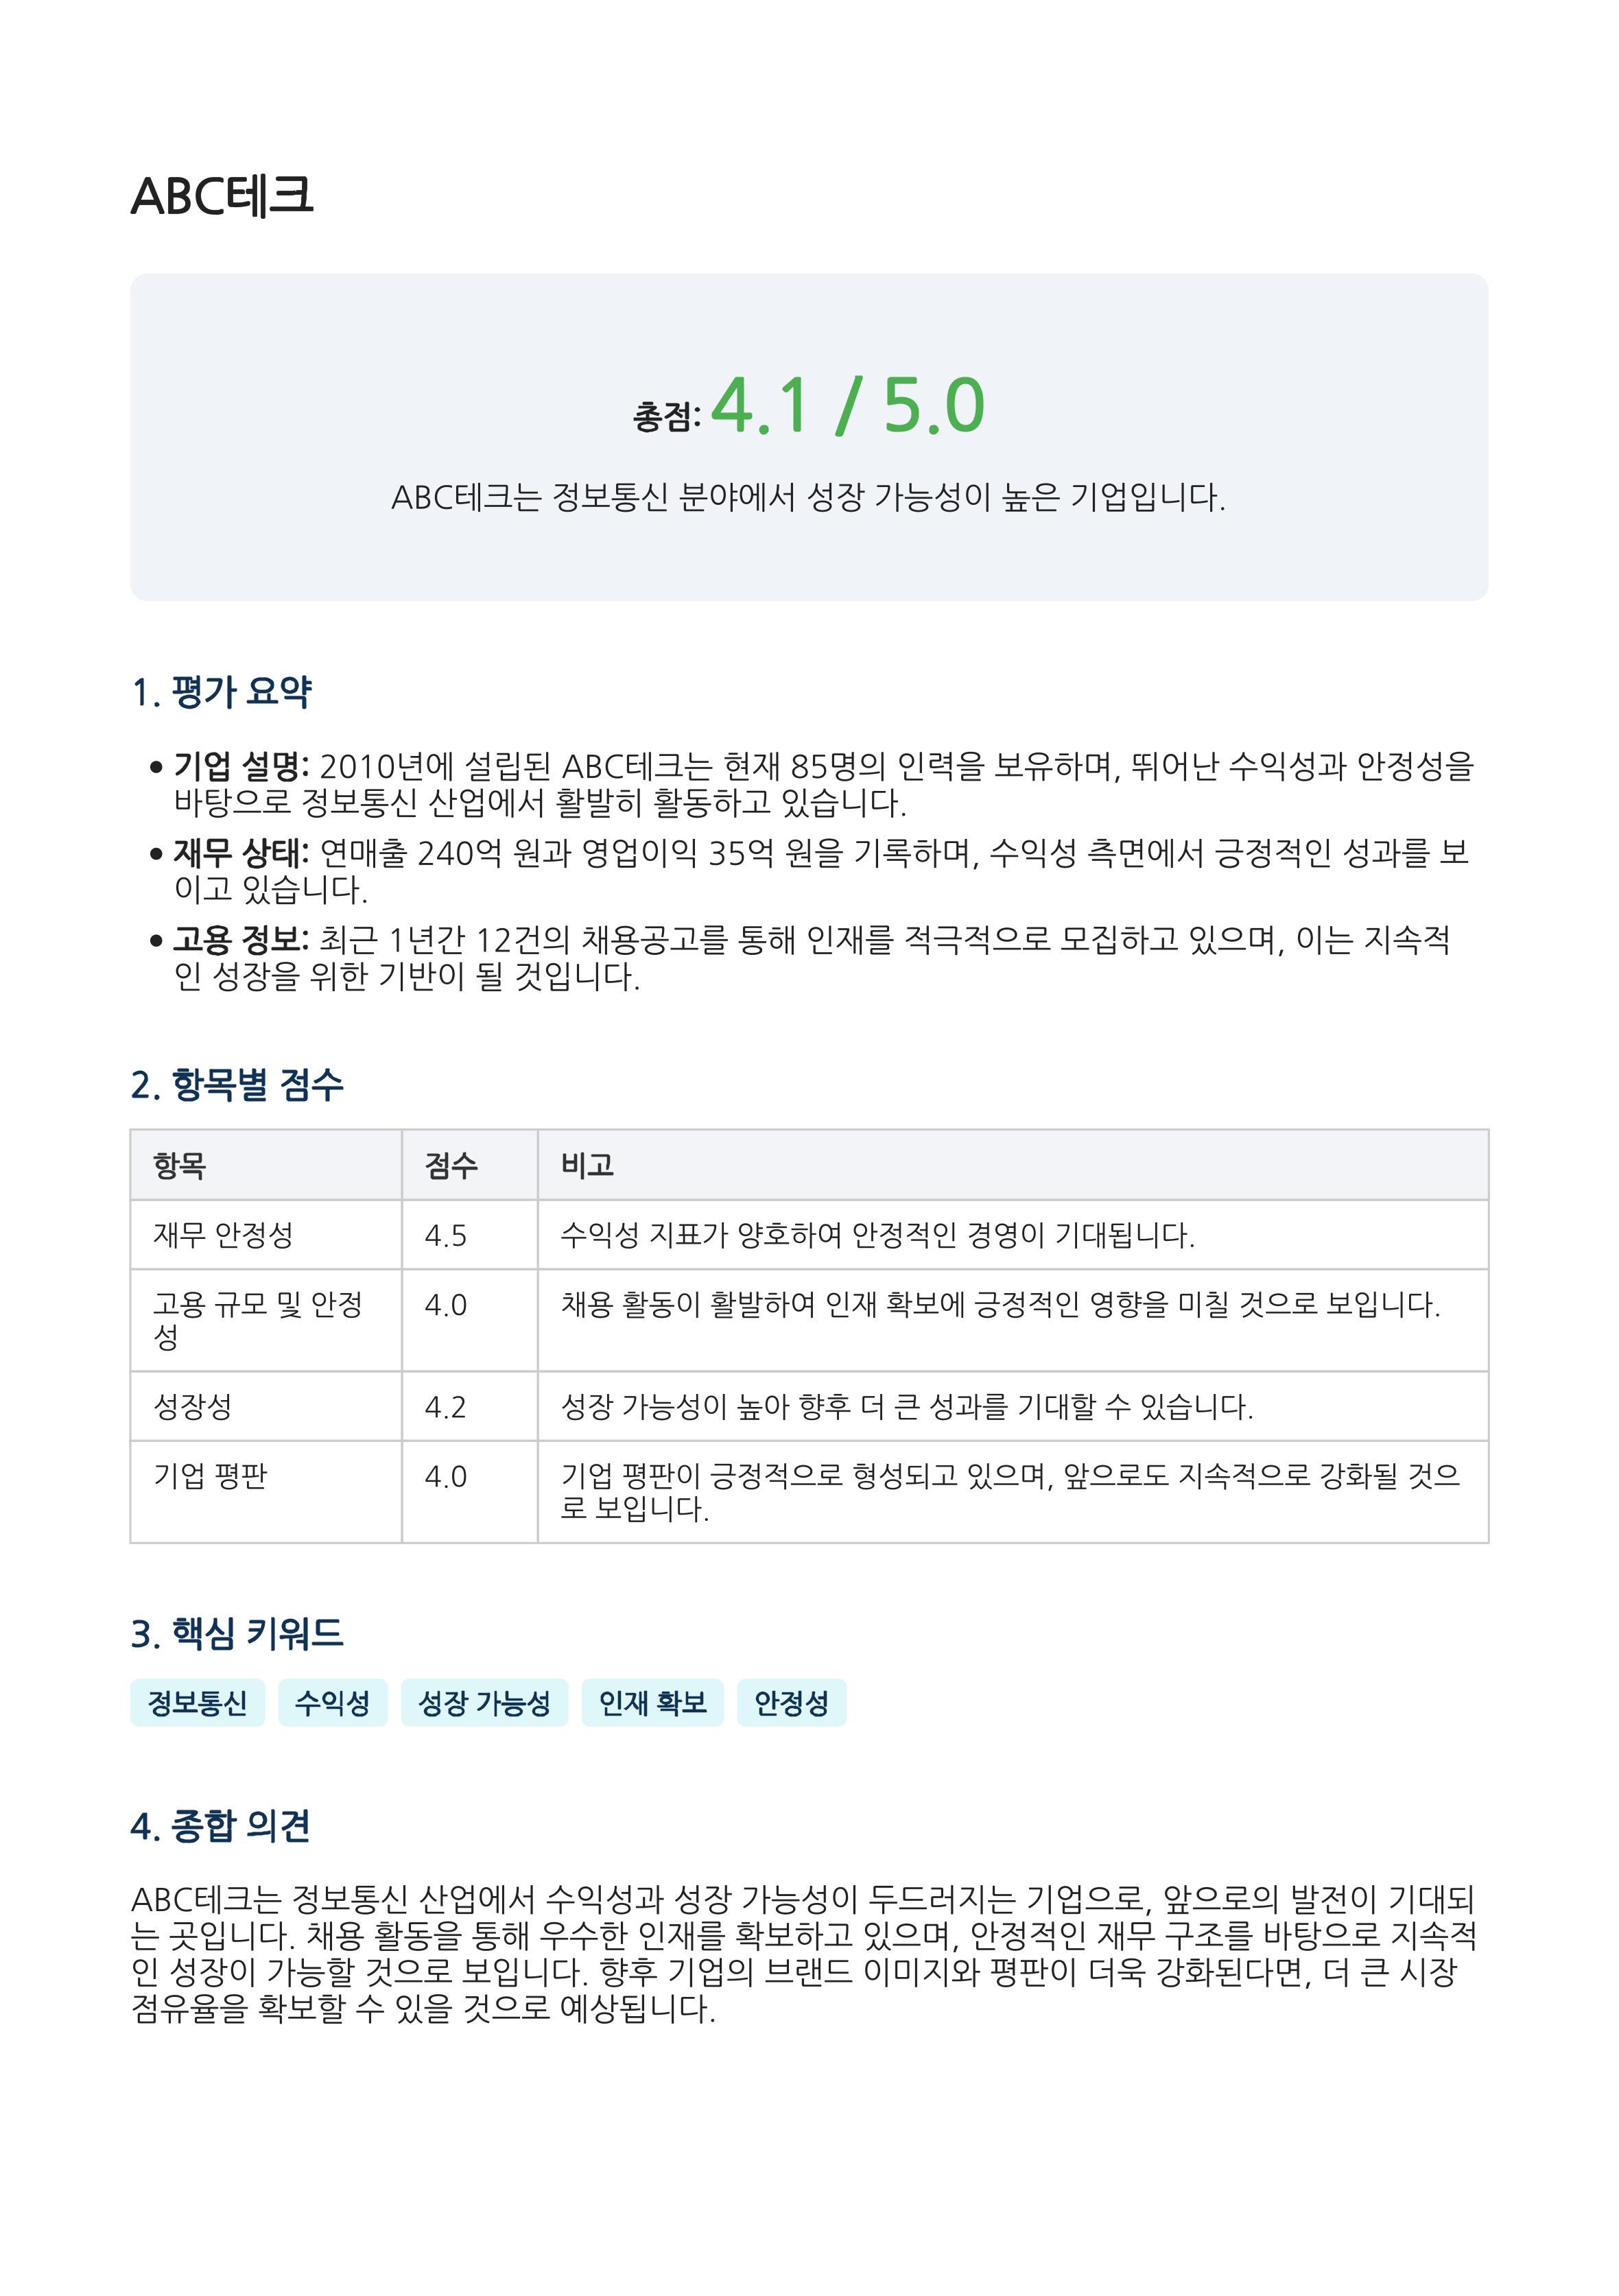 ABC테크
총점: 4.1 / 5.0
ABC테크는 정보통신 분야에서 성장 가능성이 높은 기업입니다.
1. 평가 요약
• 기업 설명: 2010년에 설립된 ABC테크는 현재 85명의 인력을 보유하며, 뛰어난 수익성과 안정성을
바탕으로 정보통신 산업에서 활발히 활동하고 있습니다.
• 재무 상태: 연매출 240억 원과 영업이익 35억 원을 기록하며, 수익성 측면에서 긍정적인 성과를 보
이고 있습니다.
• 고용 정보: 최근 1년간 12건의 채용공고를 통해 인재를 적극적으로 모집하고 있으며, 이는 지속적
인 성장을 위한 기반이 될 것입니다.
2. 항목별 점수
항목 점수 비고
재무 안정성 4.5 수익성 지표가 양호하여 안정적인 경영이 기대됩니다.
고용 규모 및 안정 4.0 채용 활동이 활발하여 인재 확보에 긍정적인 영향을 미칠 것으로 보입니다.
성
성장성 4.2 성장 가능성이 높아 향후 더 큰 성과를 기대할 수 있습니다.
기업 평판 4.0 기업 평판이 긍정적으로 형성되고 있으며, 앞으로도 지속적으로 강화될 것으
로 보입니다.
3. 핵심 키워드
정보통신 수익성 성장 가능성 인재 확보 안정성
4. 종합 의견
ABC테크는 정보통신 산업에서 수익성과 성장 가능성이 두드러지는 기업으로, 앞으로의 발전이 기대되
는 곳입니다. 채용 활동을 통해 우수한 인재를 확보하고 있으며, 안정적인 재무 구조를 바탕으로 지속적
인 성장이 가능할 것으로 보입니다. 향후 기업의 브랜드 이미지와 평판이 더욱 강화된다면, 더 큰 시장
점유율을 확보할 수 있을 것으로 예상됩니다.